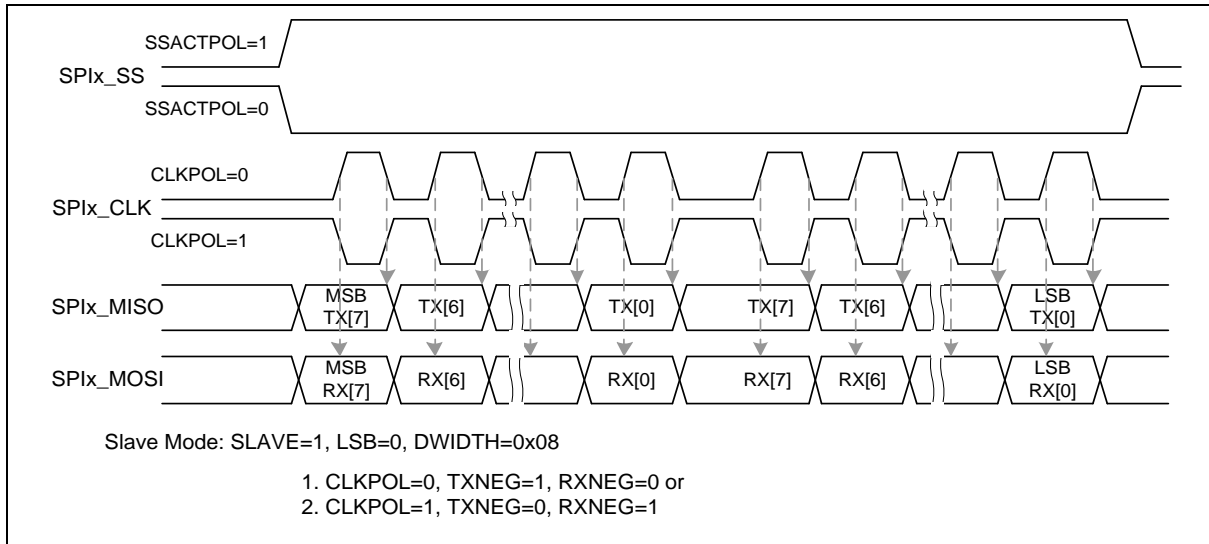 SSACTPOL=1
SPIx_SS
SSACTPOL=0
CLKPOL=0
SPIx_CLK
CLKPOL=1
SPIx_MISO
MSB
TX[7]
TX[6]
TX[0]
TX[7]
TX[6]
LSB
TX[0]
SPIx_MOSI
MSB
RX[7]
RX[6]
RX[0]
RX[7]
RX[6]
LSB
RX[0]
Slave Mode: SLAVE=1, LSB=0, DWIDTH=0x08
1. CLKPOL=0, TXNEG=1, RXNEG=0 or
2. CLKPOL=1, TXNEG=0, RXNEG=1